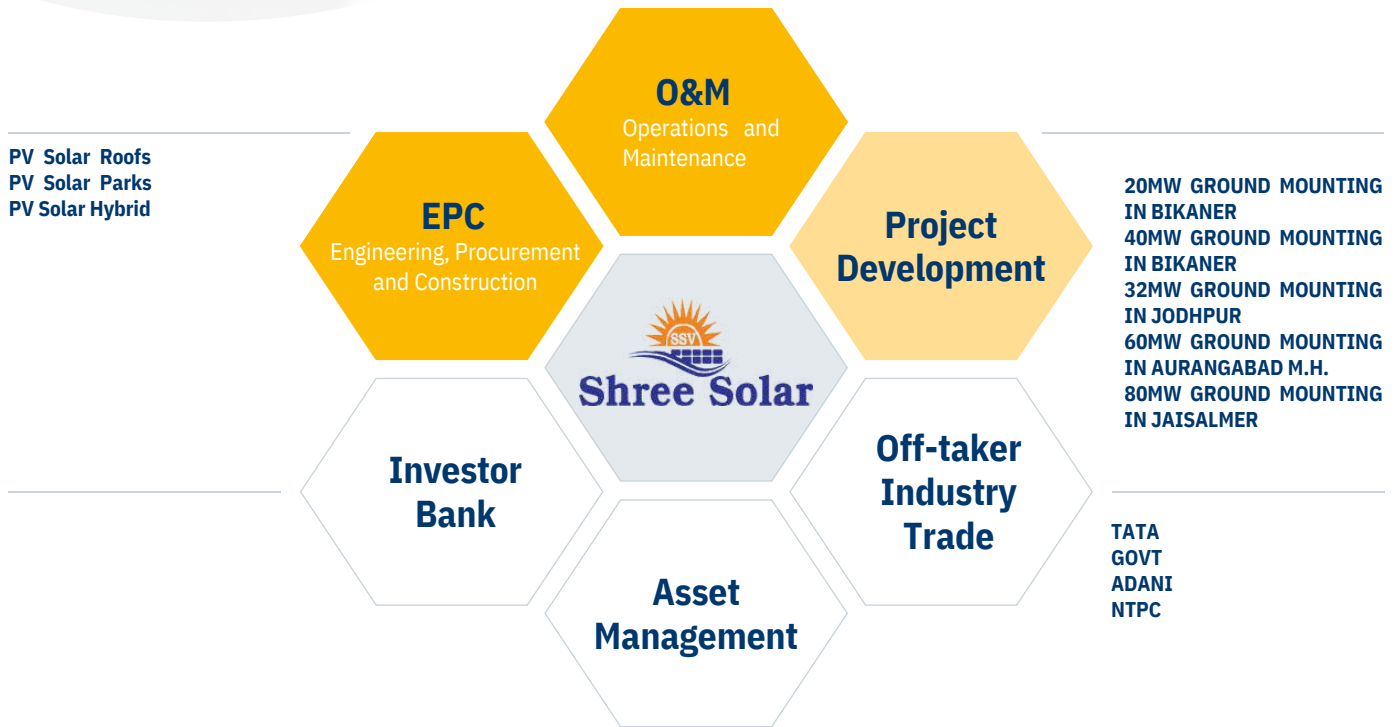 O&M
Operations and
Maintenance
PV Solar Roofs
PV Solar Parks
PV Solar Hybrid
EPC
Engineering, Procurement
and Construction
Project
Development
20MW GROUND MOUNTING
IN BIKANER
40MW GROUND MOUNTING
IN BIKANER
32MW GROUND MOUNTING
IN JODHPUR
60MW GROUND MOUNTING
IN AURANGABAD M.H.
80MW GROUND MOUNTING
IN JAISALMER
SSV
Shree Solar
Investor
Bank
Off-taker
Industry
Trade
TATA
GOVT
ADANI
NTPC
Asset
Management